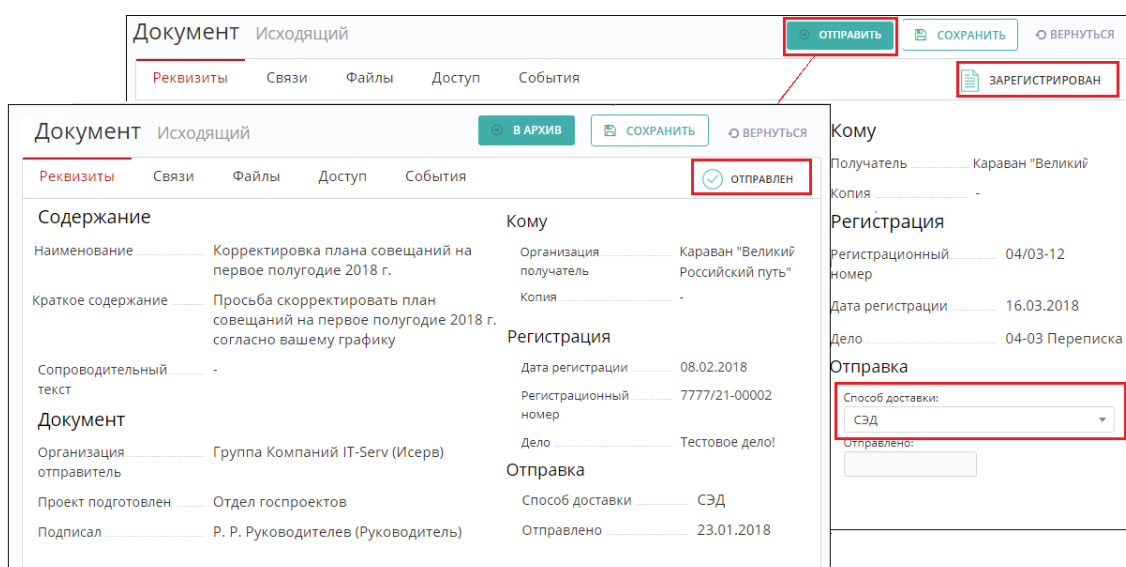 Документ Исходящий
ОТПРАВИТЬ
СОХРАНИТЬ
ВЕРНУТЬСЯ
Реквизиты Связи Файлы Доступ События
ЗАРЕГИСТРИРОВАН
Кому
Получатель Караван "Великий
Копия -
Регистрация
Регистрационный номер 04/03-12
Дата регистрации 16.03.2018
Дело 04-03 Переписка
Отправка
Способ доставки:
СЭД
Отправлено:
Документ Исходящий
В АРХИВ
СОХРАНИТЬ
ВЕРНУТЬСЯ
Реквизиты Связи Файлы Доступ События
ОТПРАВЛЕН
Содержание
Наименование Корректировка плана совещаний на
первое полугодие 2018 г.
Краткое содержание Просьба скорректировать план
совещаний на первое полугодие 2018 г.
согласно вашему графику
Сопроводительный -
текст
Документ
Организация Группа Компаний IT-Serv (Исерв)
отправитель
Проект подготовлен Отдел госпроектов
Подписал Р. Р. Руководителев (Руководитель)
Кому
Организация Караван "Великий
получатель Российский путь"
Копия -
Регистрация
Дата регистрации 08.02.2018
Регистрационный 7777/21-00002
номер
Дело Тестовое дело!
Отправка
Способ доставки СЭД
Отправлено 23.01.2018